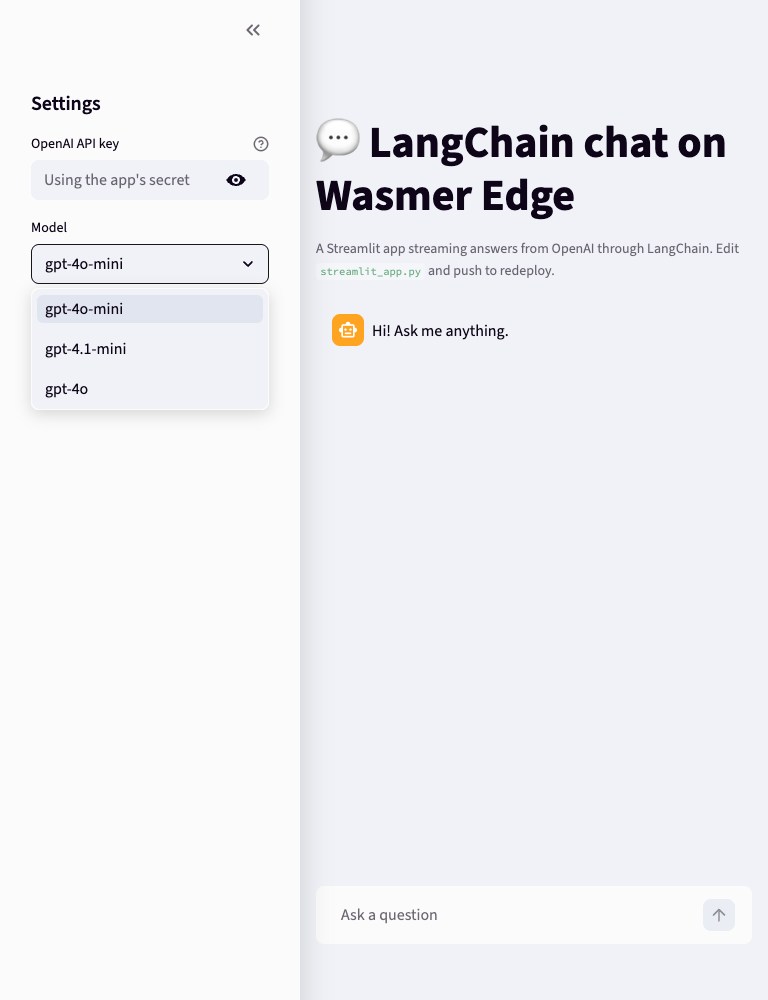 Settings
OpenAI API key
Using the app's secret
Model
gpt-4o-mini
gpt-4o-mini
gpt-4.1-mini
gpt-4o
LangChain chat on
Wasmer Edge
A Streamlit app streaming answers from OpenAI through LangChain. Edit
streamlit_app.py and push to redeploy.
Hi! Ask me anything.
Ask a question